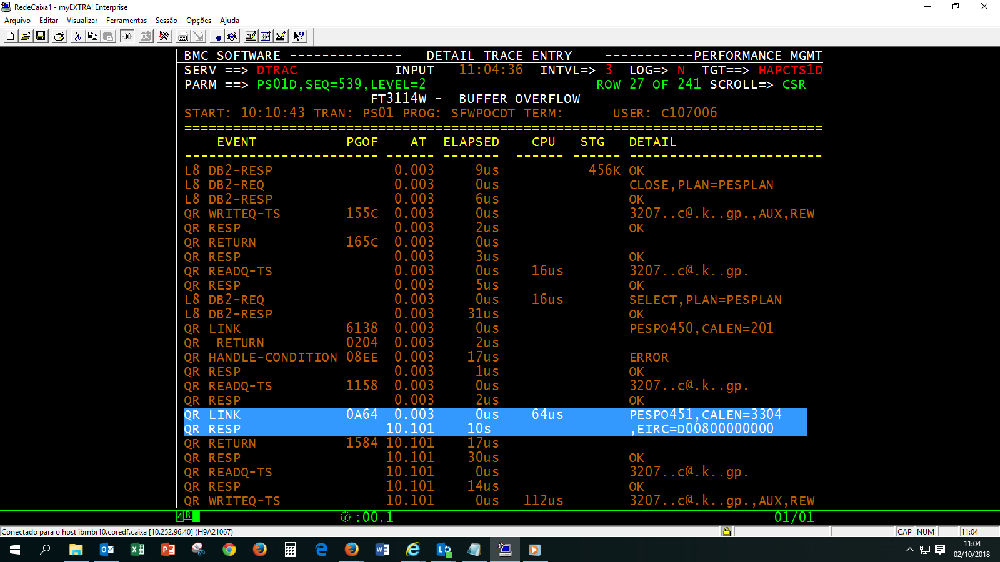 RedeCaixa1 - myEXTRA! Enterprise
Arquivo Editar Visualizar Ferramentas Sessão Opções Ajuda
BMC SOFTWARE -------------- DETAIL TRACE ENTRY -----------PERFORMANCE MGMT
SERV ==> DTRAC INPUT 11:04:36 INTVL=> 3 LOG=> N TGT==> HAPCTS1D
PARM ==> PS01D,SEQ=539,LEVEL=2 ROW 27 OF 241 SCROLL=> CSR
FT3114W - BUFFER OVERFLOW
START: 10:10:43 TRAN: PS01 PROG: SFWPOCDT TERM: USER: C107006
===============================================================================
EVENT PGOF AT ELAPSED CPU STG DETAIL
------------------------ ------ ------- ------ ------ ------------------------
L8 DB2-RESP 0.003 9us 456K OK
L8 DB2-REQ 0.003 0us CLOSE,PLAN=PESPLAN
L8 DB2-RESP 0.003 6us OK
QR WRITEQ-TS 155C 0.003 0us 3207..c@.k..gp.,AUX,REW
QR RESP 0.003 2us OK
QR RETURN 165C 0.003 0us
QR RESP 0.003 3us OK
QR READQ-TS 0.003 0us 16us 3207..c@.k..gp.
QR RESP 0.003 5us OK
L8 DB2-REQ 0.003 0us 16us SELECT,PLAN=PESPLAN
L8 DB2-RESP 0.003 31us OK
QR LINK 6138 0.003 0us PESPO450,CALEN=201
QR RETURN 0204 0.003 2us
QR HANDLE-CONDITION 08EE 0.003 17us ERROR
QR RESP 0.003 1us OK
QR READQ-TS 1158 0.003 0us 3207..c@.k..gp.
QR RESP 0.003 2us OK
QR LINK 0A64 0.003 0us 64us PESPO451,CALEN=3304
QR RESP 10.101 10s ,EIRC=D00800000000
QR RETURN 1584 10.101 17us
QR RESP 10.101 30us OK
QR READQ-TS 10.101 0us 3207..c@.k..gp.
QR RESP 10.101 14us OK
QR WRITEQ-TS 10.101 0us 112us 3207..c@.k..gp.,AUX,REW
4 B :00.1 01/01
Conectado para o host ibmbr10.coredf.caixa [10.252.96.40] (H9A21067) CAP NUM 11:04
11:04
02/10/2018